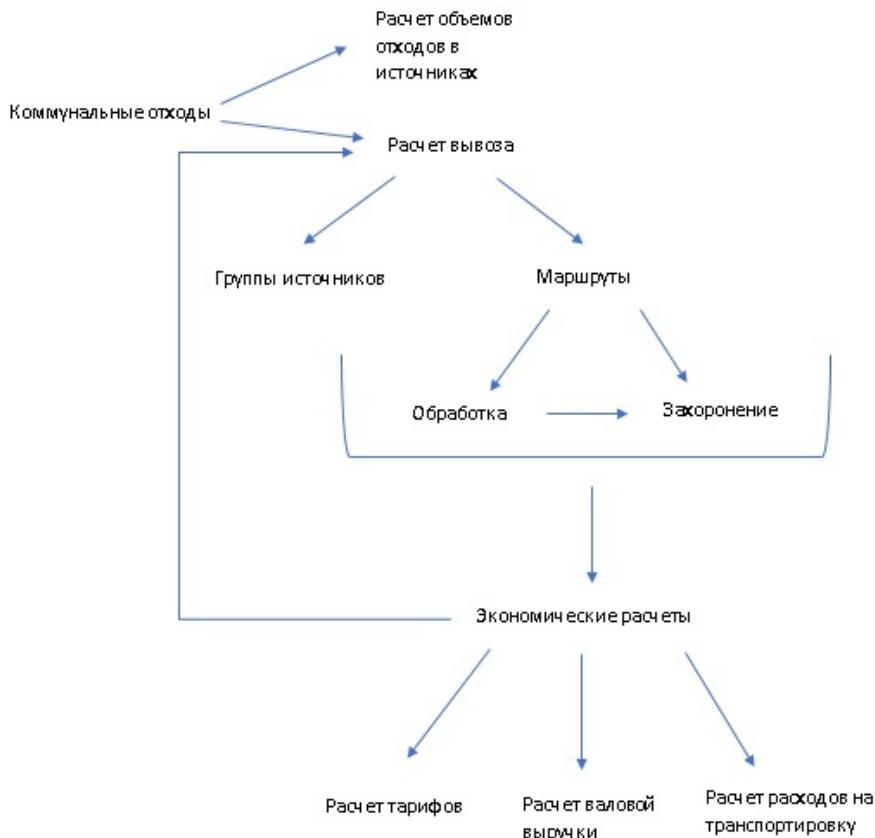 Расчет объемов
отходов в
источниках
Коммунальные отходы
Расчет вывоза
Группы источников
Маршруты
Обработка
Захоронение
Экономические расчеты
Расчет тарифов
Расчет валовой
выручки
Расчет расходов на
транспортировку